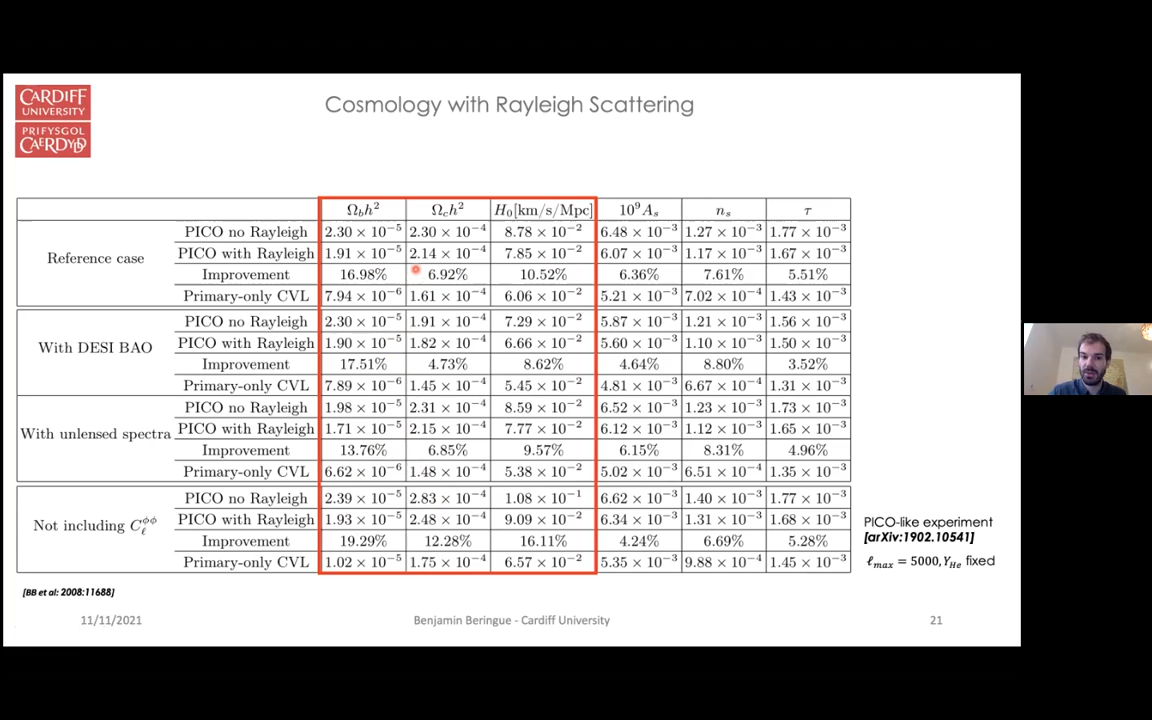 CARDIFF
UNIVERSITY
PRIFYSGOL
CAERDYDD
Cosmology with Rayleigh Scattering
Ω_b h² Ω_c h² H₀[km/s/Mpc] 10⁹A_s n_s τ
Reference case
PICO no Rayleigh 2.30 × 10⁻⁵ 2.30 × 10⁻⁴ 8.78 × 10⁻² 6.48 × 10⁻³ 1.27 × 10⁻³ 1.77 × 10⁻³
PICO with Rayleigh 1.91 × 10⁻⁵ 2.14 × 10⁻⁴ 7.85 × 10⁻² 6.07 × 10⁻³ 1.17 × 10⁻³ 1.67 × 10⁻³
Improvement 16.98% 6.92% 10.52% 6.36% 7.61% 5.51%
Primary-only CVL 7.94 × 10⁻⁶ 1.61 × 10⁻⁴ 6.06 × 10⁻² 5.21 × 10⁻³ 7.02 × 10⁻⁴ 1.43 × 10⁻³
With DESI BAO
PICO no Rayleigh 2.30 × 10⁻⁵ 1.91 × 10⁻⁴ 7.29 × 10⁻² 5.87 × 10⁻³ 1.21 × 10⁻³ 1.56 × 10⁻³
PICO with Rayleigh 1.90 × 10⁻⁵ 1.82 × 10⁻⁴ 6.66 × 10⁻² 5.60 × 10⁻³ 1.10 × 10⁻³ 1.50 × 10⁻³
Improvement 17.51% 4.73% 8.62% 4.64% 8.80% 3.52%
Primary-only CVL 7.89 × 10⁻⁶ 1.45 × 10⁻⁴ 5.45 × 10⁻² 4.81 × 10⁻³ 6.67 × 10⁻⁴ 1.31 × 10⁻³
With unlensed spectra
PICO no Rayleigh 1.98 × 10⁻⁵ 2.31 × 10⁻⁴ 8.59 × 10⁻² 6.52 × 10⁻³ 1.23 × 10⁻³ 1.73 × 10⁻³
PICO with Rayleigh 1.71 × 10⁻⁵ 2.15 × 10⁻⁴ 7.77 × 10⁻² 6.12 × 10⁻³ 1.12 × 10⁻³ 1.65 × 10⁻³
Improvement 13.76% 6.85% 9.57% 6.15% 8.31% 4.96%
Primary-only CVL 6.62 × 10⁻⁶ 1.48 × 10⁻⁴ 5.38 × 10⁻² 5.02 × 10⁻³ 6.51 × 10⁻⁴ 1.35 × 10⁻³
Not including C_ℓ^ϕϕ
PICO no Rayleigh 2.39 × 10⁻⁵ 2.83 × 10⁻⁴ 1.08 × 10⁻¹ 6.62 × 10⁻³ 1.40 × 10⁻³ 1.77 × 10⁻³
PICO with Rayleigh 1.93 × 10⁻⁵ 2.48 × 10⁻⁴ 9.09 × 10⁻² 6.34 × 10⁻³ 1.31 × 10⁻³ 1.68 × 10⁻³
Improvement 19.29% 12.28% 16.11% 4.24% 6.69% 5.28%
Primary-only CVL 1.02 × 10⁻⁵ 1.75 × 10⁻⁴ 6.57 × 10⁻² 5.35 × 10⁻³ 9.88 × 10⁻⁴ 1.45 × 10⁻³
PICO-like experiment
[arXiv:1902.10541]
ℓ_max = 5000, Y_He fixed
[BB et al: 2008:11688]
11/11/2021 Benjamin Beringue - Cardiff University 21